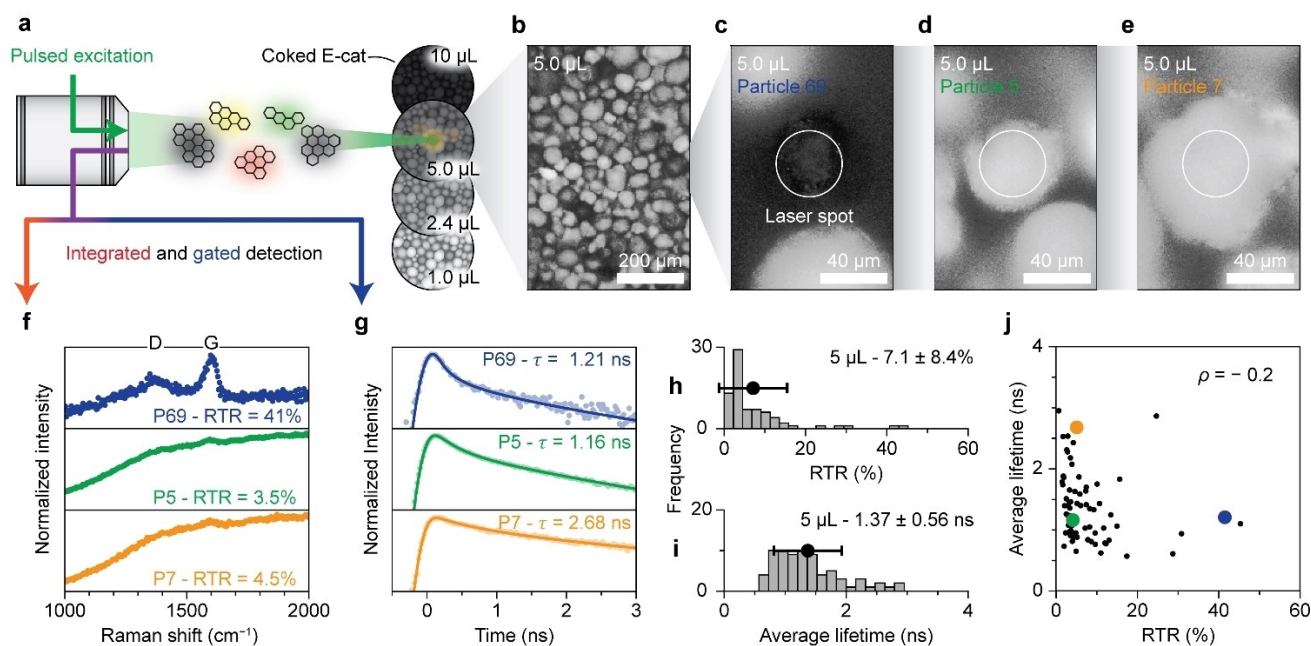 a
Pulsed excitation
Coked E-cat
10 µL
5.0 µL
2.4 µL
1.0 µL
Integrated and gated detection
b
5.0 µL
200 µm
c
5.0 µL
Particle 69
Laser spot
40 µm
d
5.0 µL
Particle 5
40 µm
e
5.0 µL
Particle 7
40 µm
f
D G
P69 - RTR = 41%
P5 - RTR = 3.5%
P7 - RTR = 4.5%
Normalized intensity
1000 1600 2000
Raman shift (cm⁻¹)
g
P69 - τ = 1.21 ns
P5 - τ = 1.16 ns
P7 - τ = 2.68 ns
Normalized Intenisty
0 1 2 3
Time (ns)
h
5 µL - 7.1 ± 8.4%
30
0
0 20 40 60
RTR (%)
Frequency
i
5 µL - 1.37 ± 0.56 ns
20
10
0
0 2 4
Average lifetime (ns)
j
ρ = − 0.2
4
2
0
Average lifetime (ns)
0 20 40 60
RTR (%)